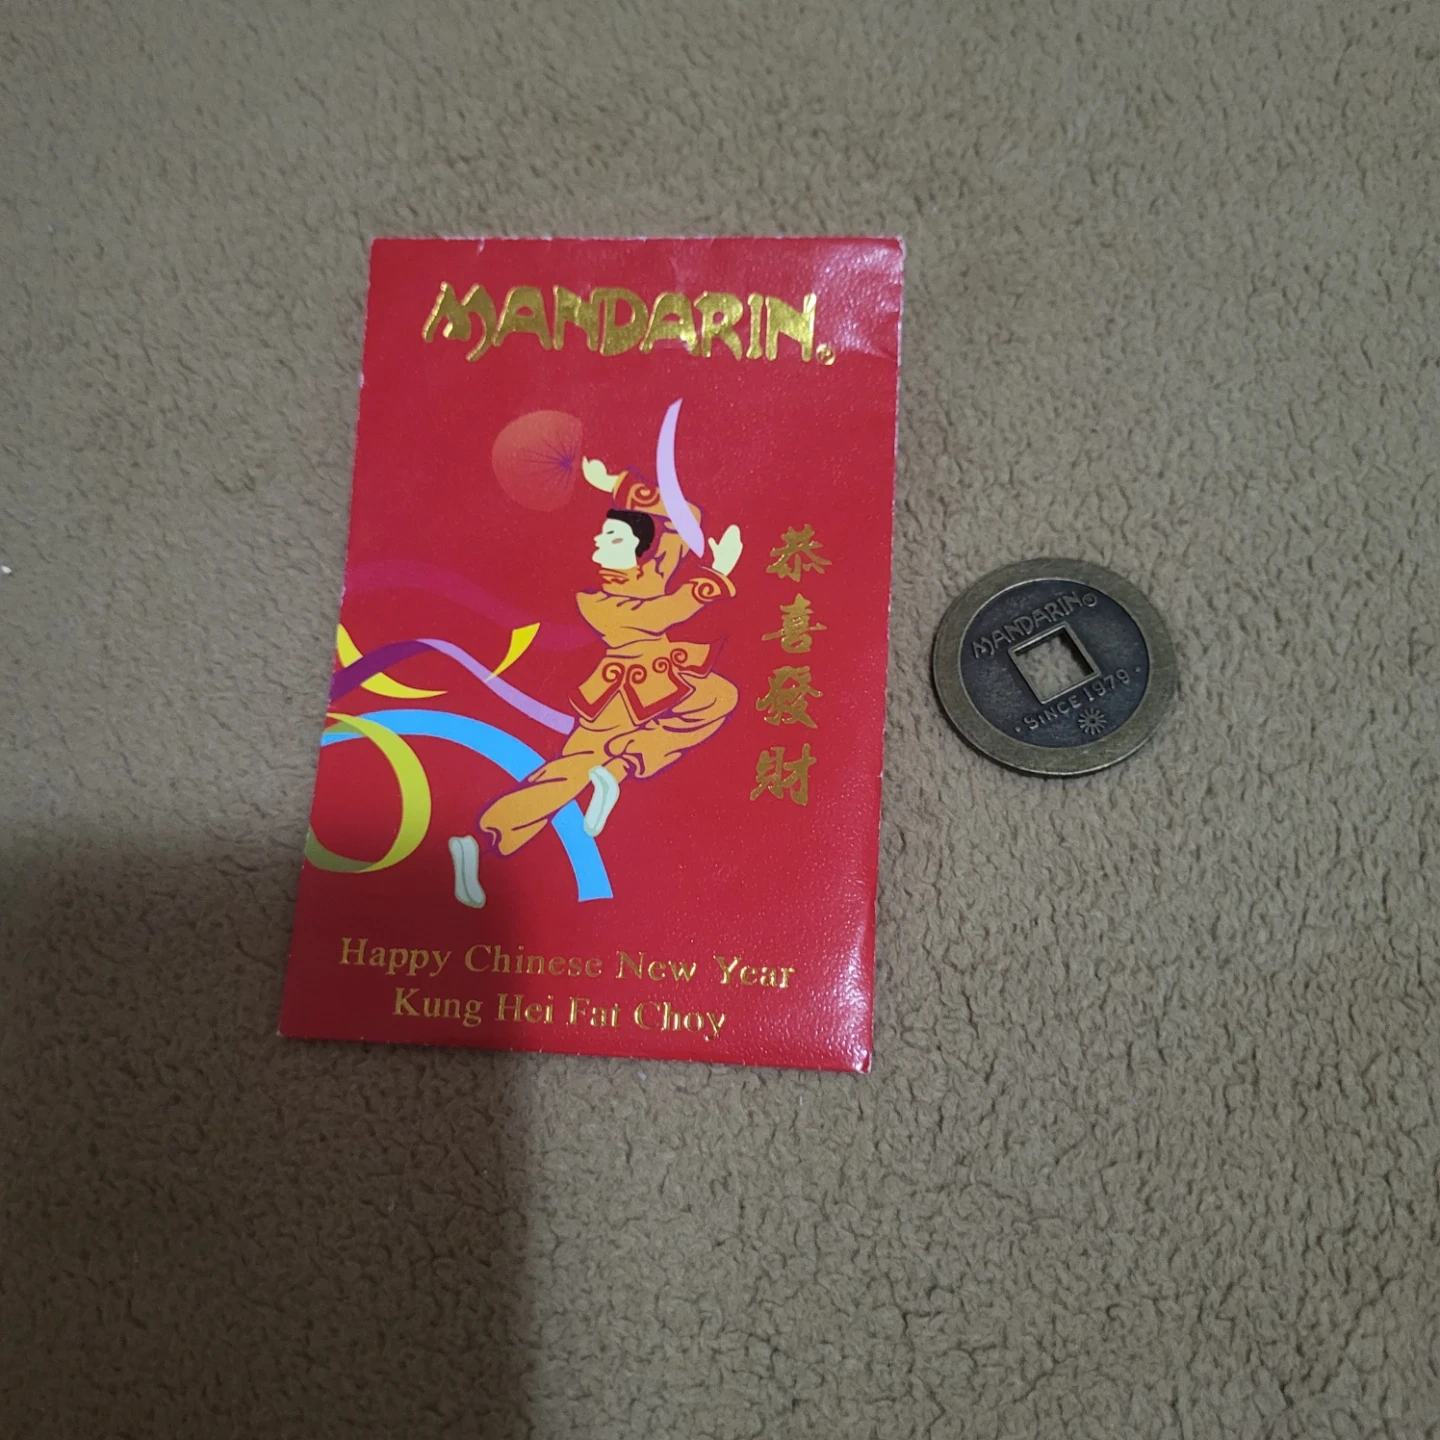 MANDARIN®
恭喜發財
Happy Chinese New Year
Kung Hei Fat Choy
MANDARIN®
· SINCE 1979 ·